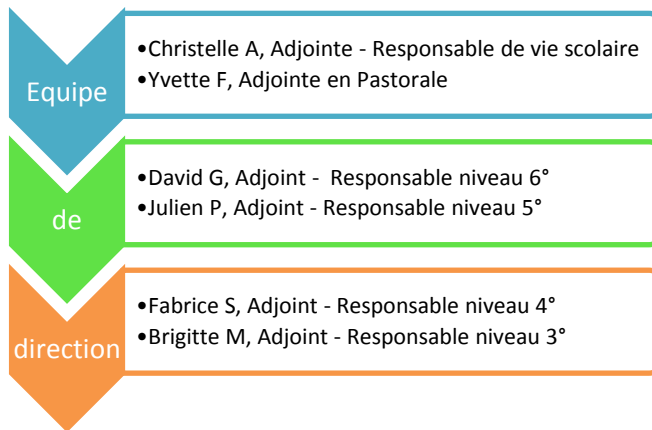 Equipe
•Christelle A, Adjointe - Responsable de vie scolaire
•Yvette F, Adjointe en Pastorale
de
•David G, Adjoint -  Responsable niveau 6°
•Julien P, Adjoint - Responsable niveau 5°
direction
•Fabrice S, Adjoint - Responsable niveau 4°
•Brigitte M, Adjoint - Responsable niveau 3°